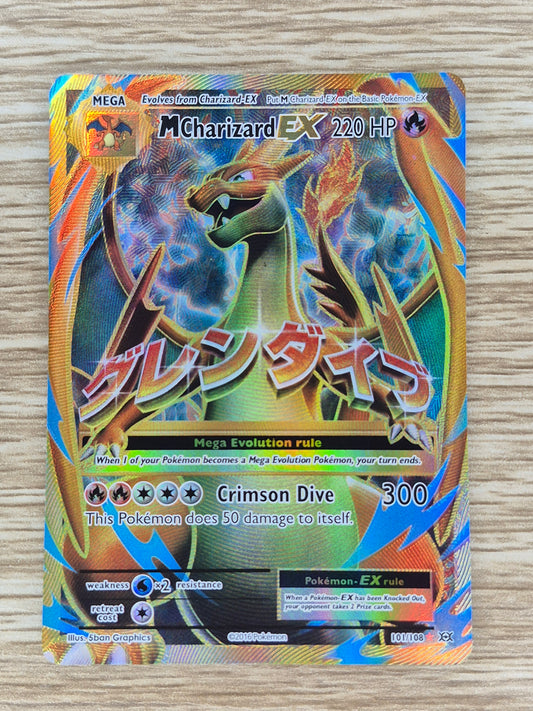 MEGA Evolves from Charizard-EX Put M Charizard-EX on the Basic Pokémon-EX
MCharizard EX 220 HP
グレンダイブ
Mega Evolution rule
When 1 of your Pokémon becomes a Mega Evolution Pokémon, your turn ends.
Crimson Dive 300
This Pokémon does 50 damage to itself.
weakness ×2 resistance
retreat cost
Pokémon-EX rule
When a Pokémon-EX has been Knocked Out, your opponent takes 2 Prize cards.
Illus. 5ban Graphics
©2016 Pokémon
101/108